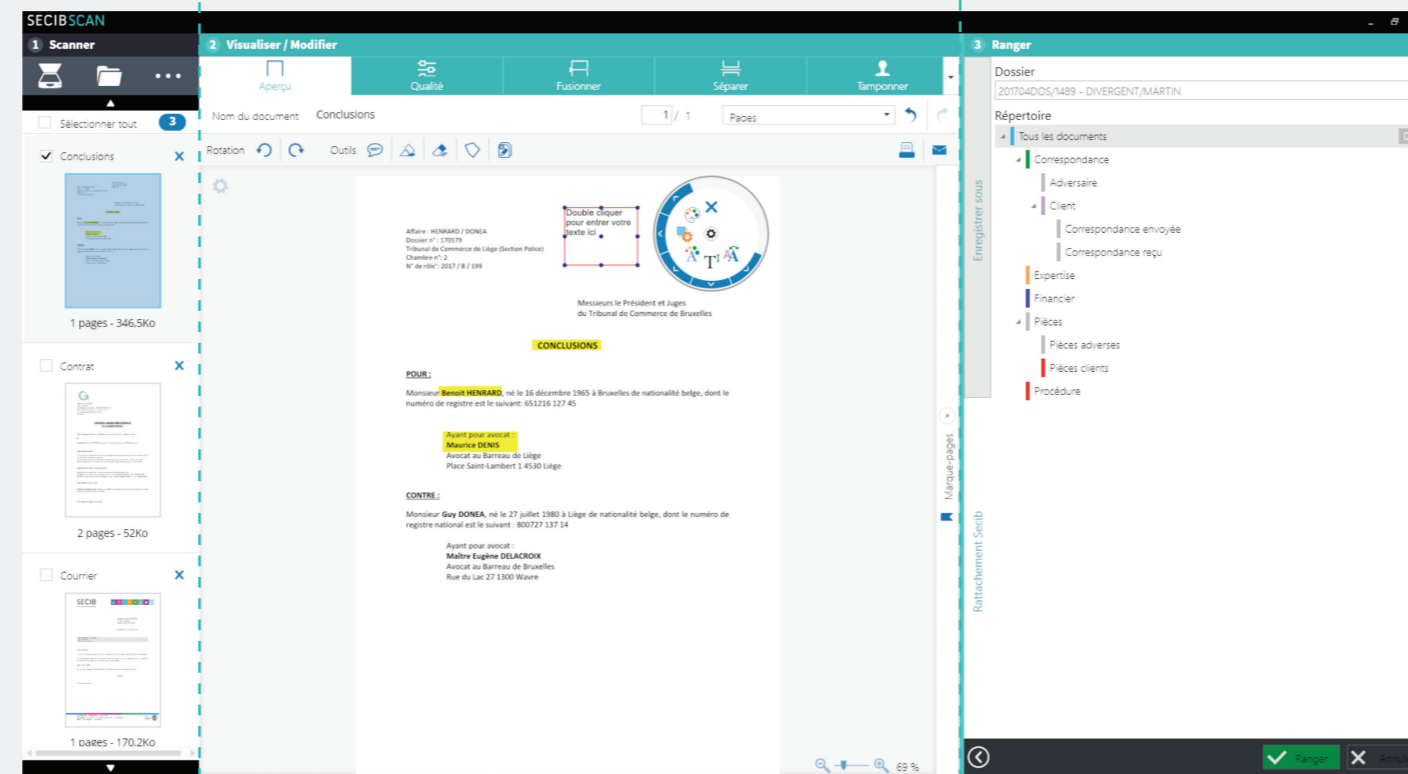 SECIBSCAN
1 Scanner
Sélectionner tout 3
Conclusions
1 pages - 346,5Ko
Contrat
2 pages - 52Ko
Courrier
SECIB
1 pages - 170.2Ko
2 Visualiser / Modifier
Aperçu Qualité Fusionner Séparer Tamponner
Nom du document Conclusions 1 / 1 Pages
Rotation Outils
Double cliquer
pour entrer votre
texte ici
Affaire : HENRARD / DONEA
Dossier n° : 170179
Tribunal de Commerce de Liège (Section Police)
Chambre n°: 2
N° de rôle°: 2017 / B / 199
Messieurs le Président et Juges
du Tribunal de Commerce de Bruxelles
CONCLUSIONS
POUR :
Monsieur Benoit HENRARD, né le 16 décembre 1965 à Bruxelles de nationalité belge, dont le
numéro de registre est le suivant: 651216 127 45
Ayant pour avocat :
Maurice DENIS
Avocat au Barreau de Liège
Place Saint-Lambert 1 4530 Liège
CONTRE :
Monsieur Guy DONEA, né le 27 juillet 1980 à Liège de nationalité belge, dont le numéro de
registre national est le suivant : 800727 137 14
Ayant pour avocat :
Maître Eugène DELACROIX
Avocat au Barreau de Bruxelles
Rue du Lac 27 1300 Wavre
Marque-pages
69 %
3 Ranger
Dossier
201704DOS/1489 - DIVERGENT/MARTIN
Répertoire
Tous les documents
Correspondance
Adversaire
Client
Correspondance envoyée
Correspondance reçu
Expertise
Financier
Pièces
Pièces adverses
Pièces clients
Procédure
Enregistrer sous
Rattachement Secib
Ranger